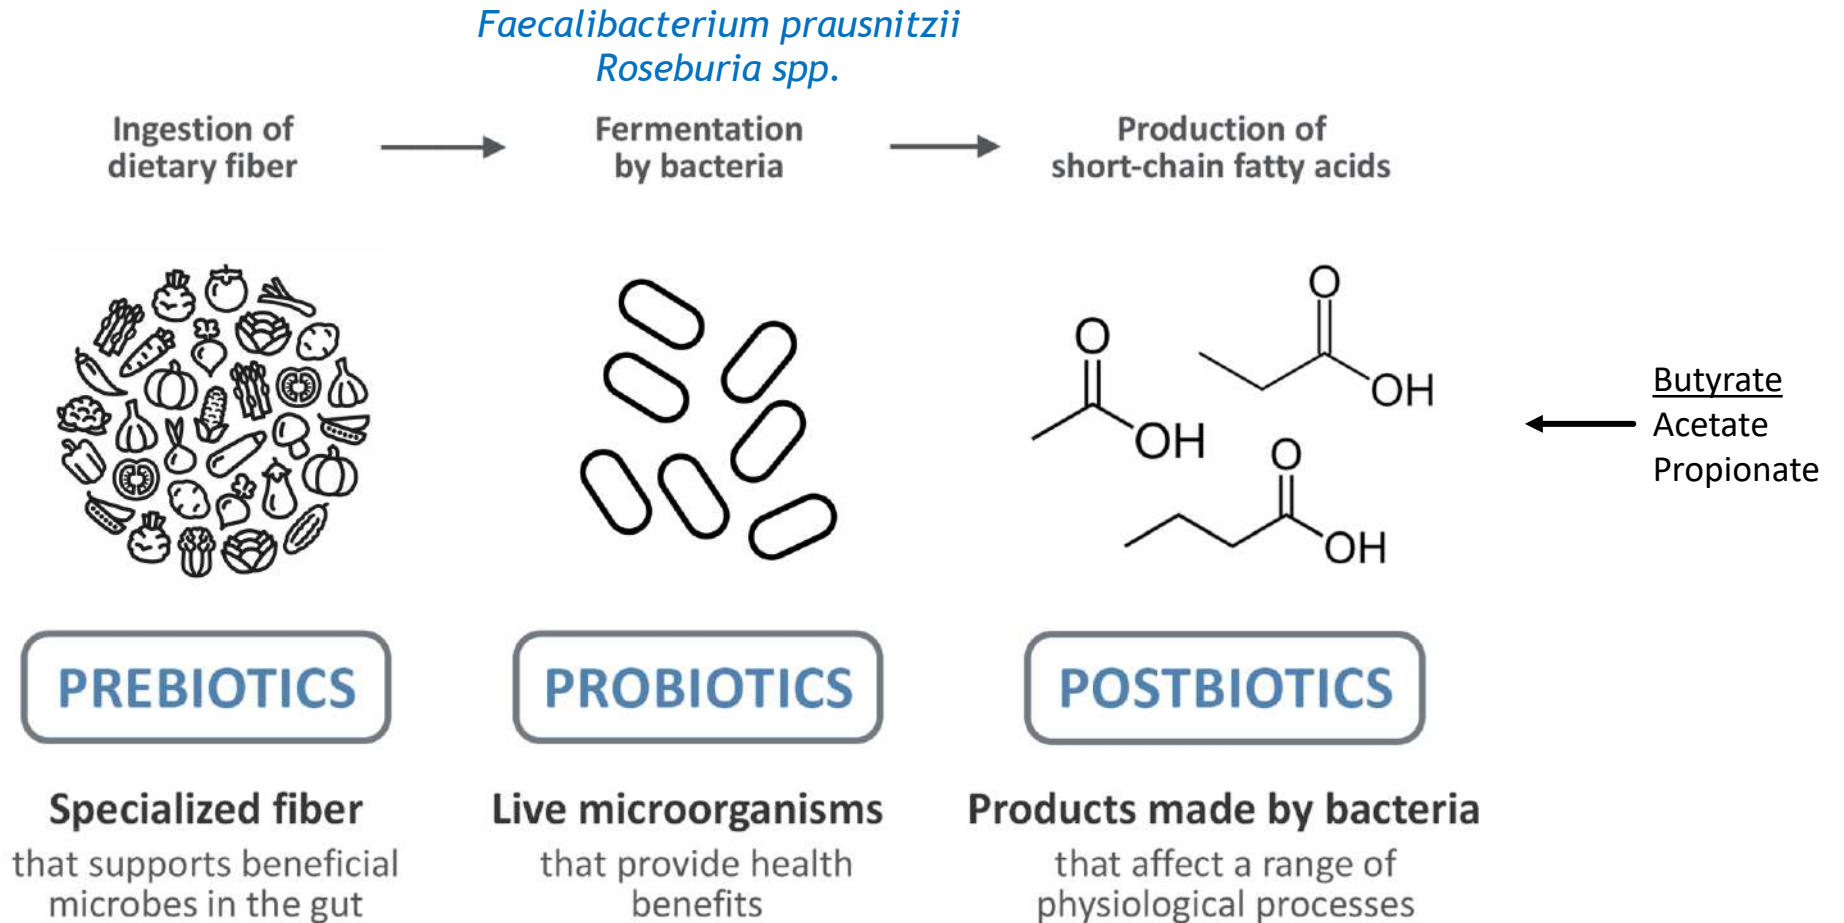 Faecalibacterium prausnitzii
Roseburia spp.
Ingestion of
dietary fiber
Fermentation
by bacteria
Production of
short-chain fatty acids
O
OH
O
OH
O
OH
Butyrate
Acetate
Propionate
PREBIOTICS
PROBIOTICS
POSTBIOTICS
Specialized fiber
that supports beneficial
microbes in the gut
Live microorganisms
that provide health
benefits
Products made by bacteria
that affect a range of
physiological processes